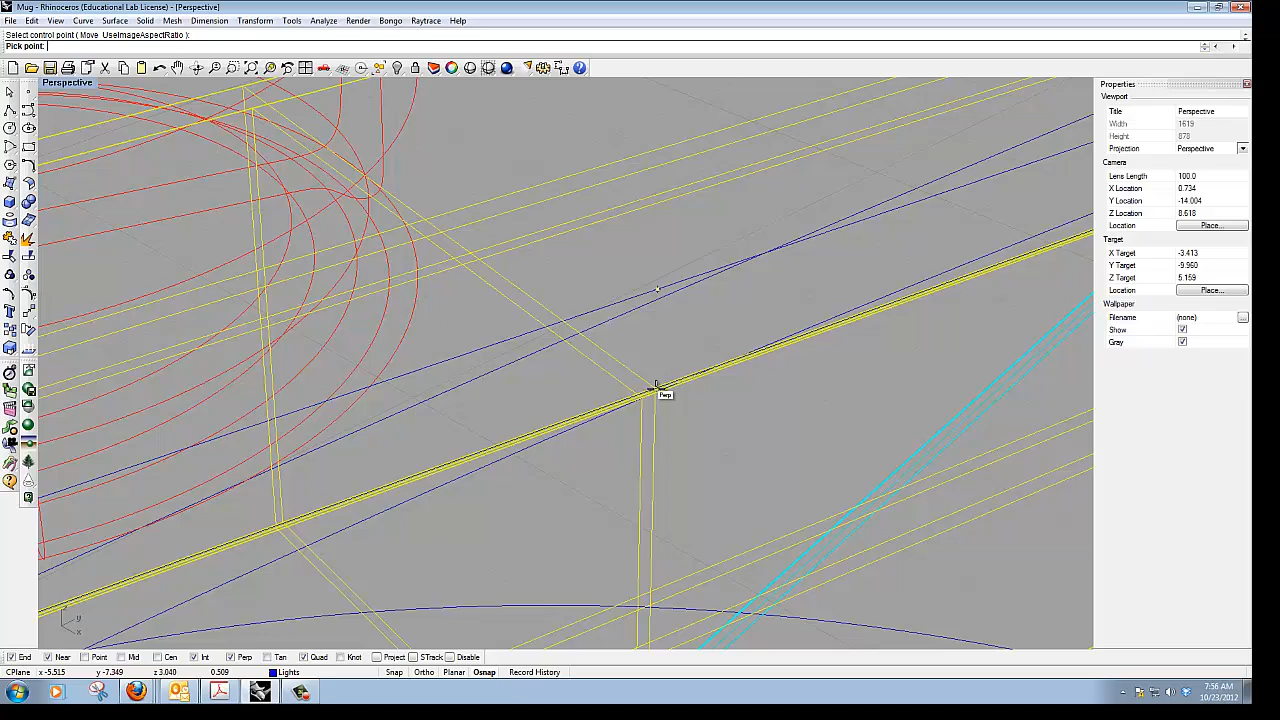 Mug - Rhinoceros (Educational Lab License) - [Perspective]
File Edit View Curve Surface Solid Mesh Dimension Transform Tools Analyze Render Bongo Raytrace Help
Select control point ( Move UseImageAspectRatio ):
Pick point:
Perspective
Properties
Viewport
Title Perspective
Width 1619
Height 878
Projection Perspective
Camera
Lens Length 100.0
X Location 0.734
Y Location -14.004
Z Location 8.618
Location Place...
Target
X Target -3.413
Y Target -9.960
Z Target 5.159
Location Place...
Wallpaper
Filename (none) ...
Show
Gray
Perp
y
x
End Near Point Mid Cen Int Perp Tan Quad Knot Project STrack Disable
CPlane x -5.515 y -7.349 z 3.040 0.509 Lights Snap Ortho Planar Osnap Record History
7:56 AM
10/23/2012